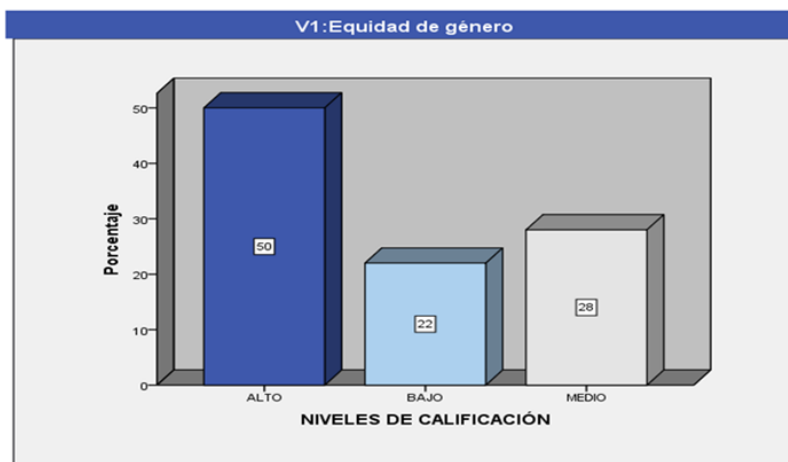 V1:Equidad de género
Porcentaje
50
40
30
20
10
0
50
22
28
ALTO BAJO MEDIO
NIVELES DE CALIFICACIÓN